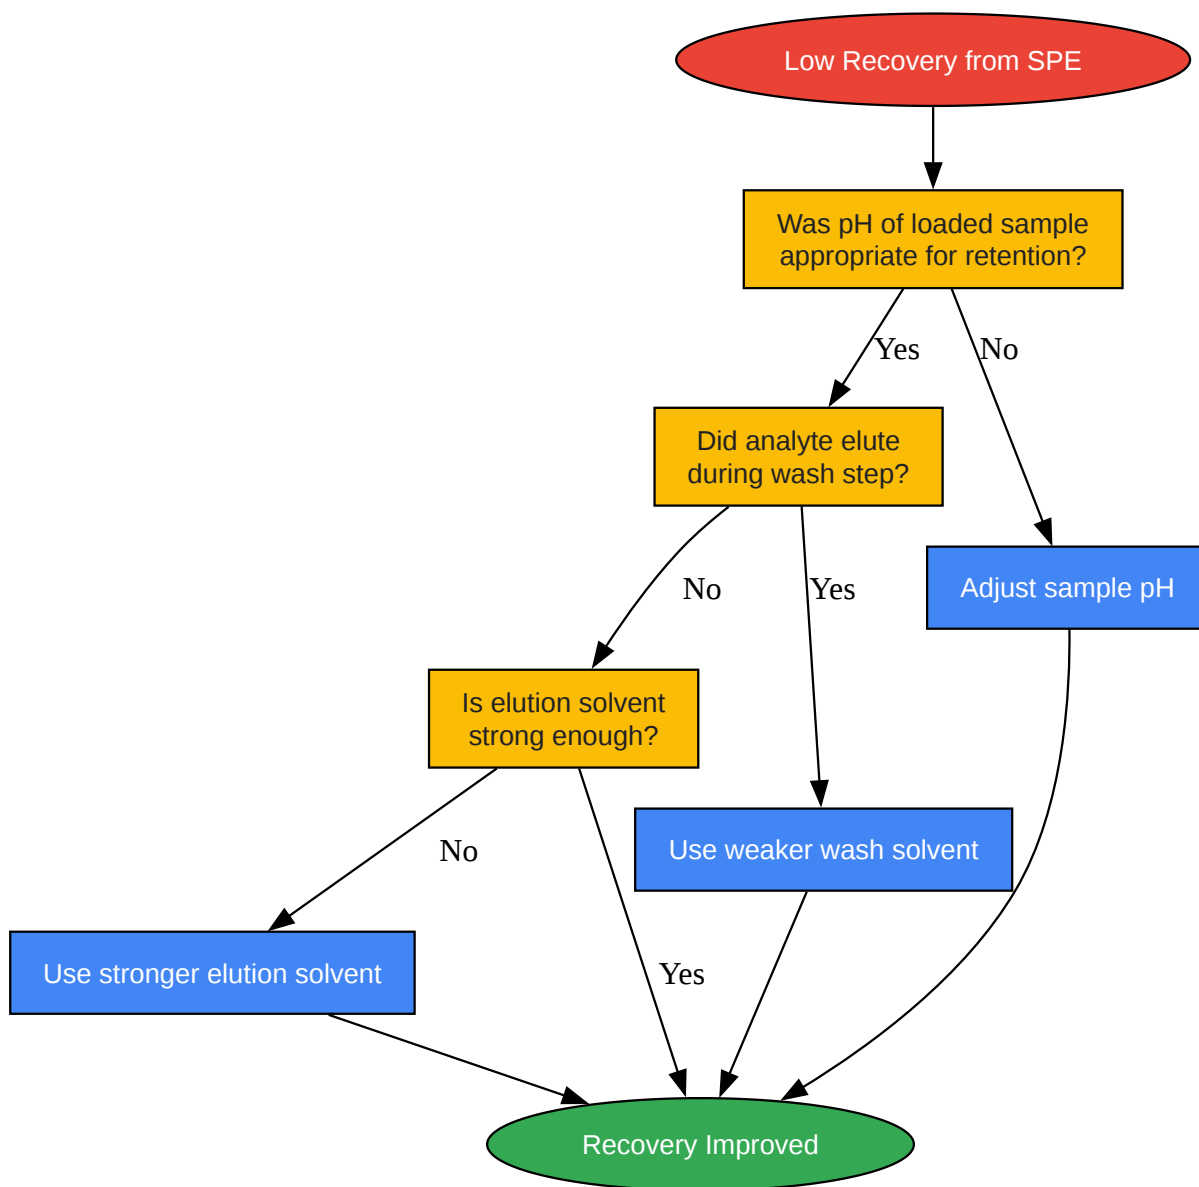 Low Recovery from SPE
Was pH of loaded sample
appropriate for retention?
Yes
No
Did analyte elute
during wash step?
No
Yes
Adjust sample pH
Is elution solvent
strong enough?
No
Use weaker wash solvent
Use stronger elution solvent
Yes
Recovery Improved